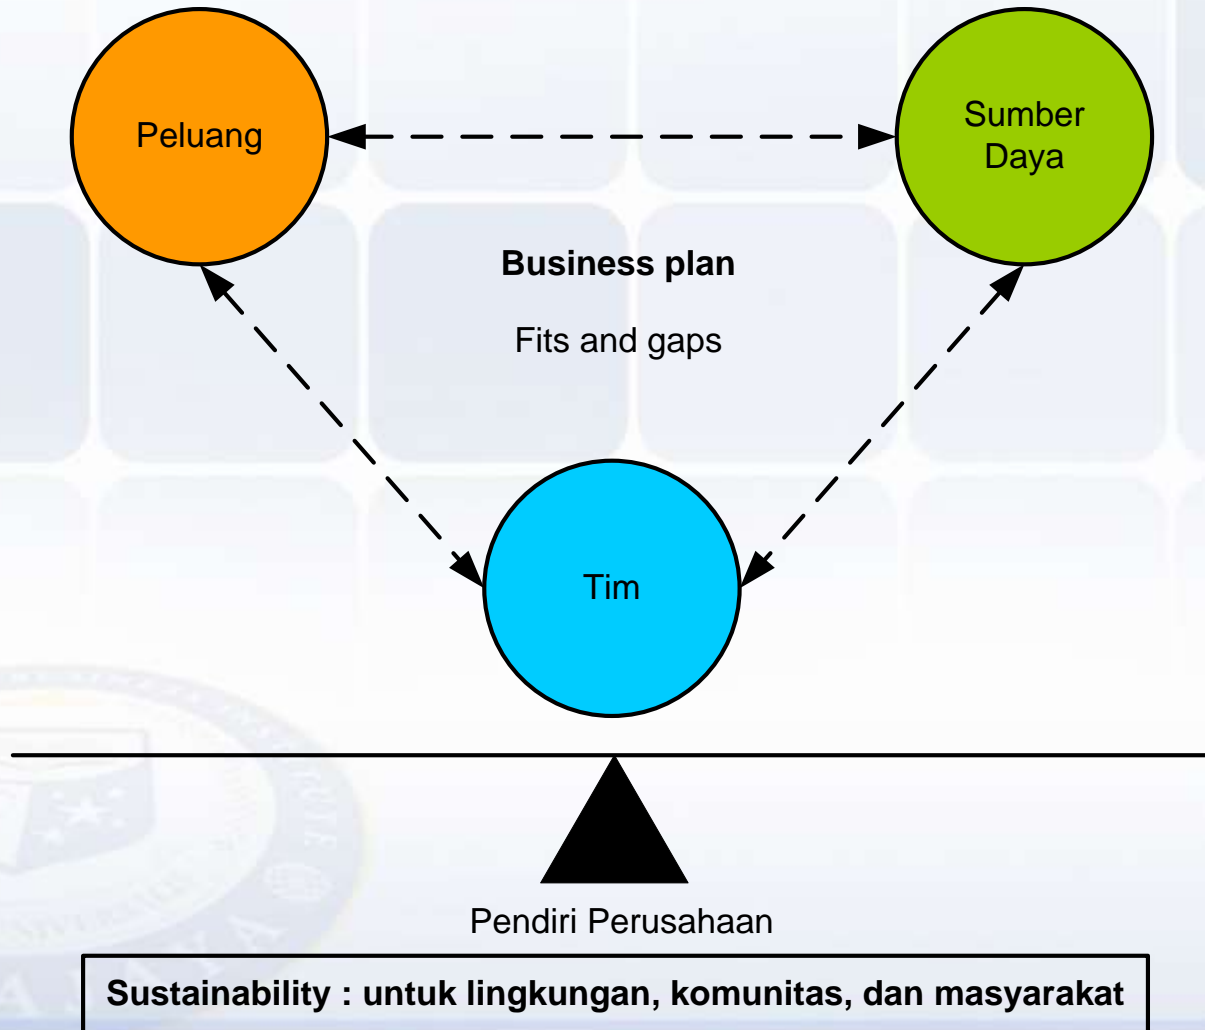 Peluang
Sumber
Daya
Business plan
Fits and gaps
Tim
Pendiri Perusahaan
Sustainability : untuk lingkungan, komunitas, dan masyarakat